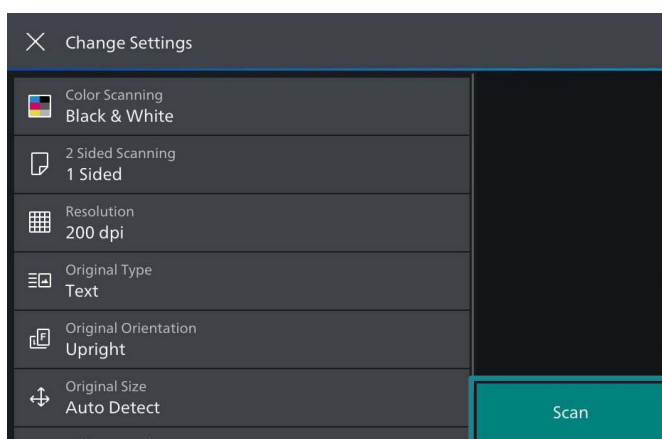 Change Settings
Color Scanning
Black & White
2 Sided Scanning
1 Sided
Resolution
200 dpi
Original Type
Text
Original Orientation
Upright
Original Size
Auto Detect
Scan